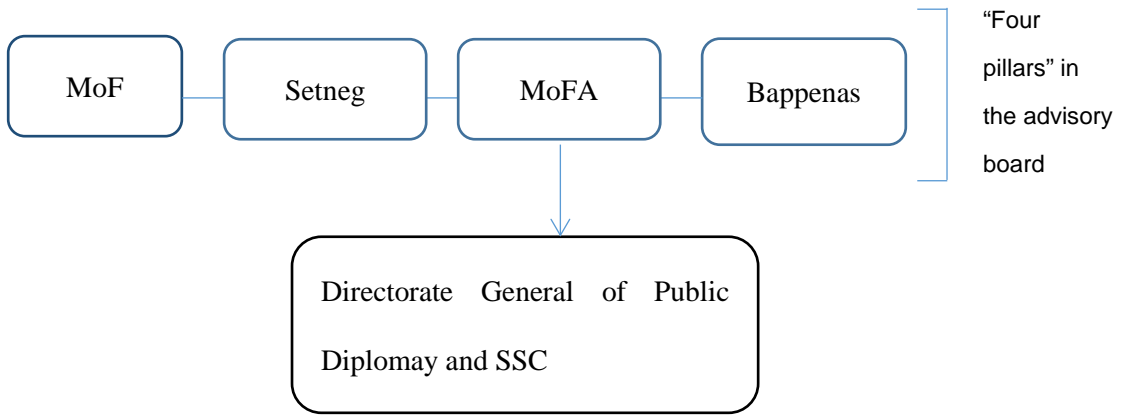 MoF
Setneg
MoFA
Bappenas
“Four
pillars” in
the advisory
board
Directorate General of Public
Diplomay and SSC